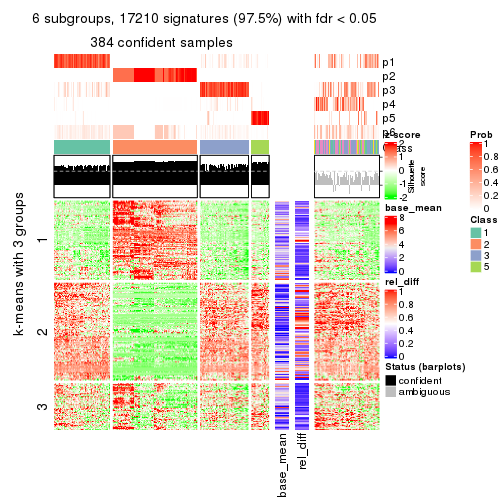 6 subgroups, 17210 signatures (97.5%) with fdr < 0.05
384 confident samples
p1
p2
p3
p4
p5
p6
Class
Silhouette
score
z-score
2
1
0
-1
-2
Prob
1
0.8
0.6
0.4
0.2
0
base_mean
8
6
4
2
0
Class
1
2
3
5
rel_diff
1
0.8
0.6
0.4
0.2
0
Status (barplots)
confident
ambiguous
k-means with 3 groups
1
2
3
base_mean
rel_diff